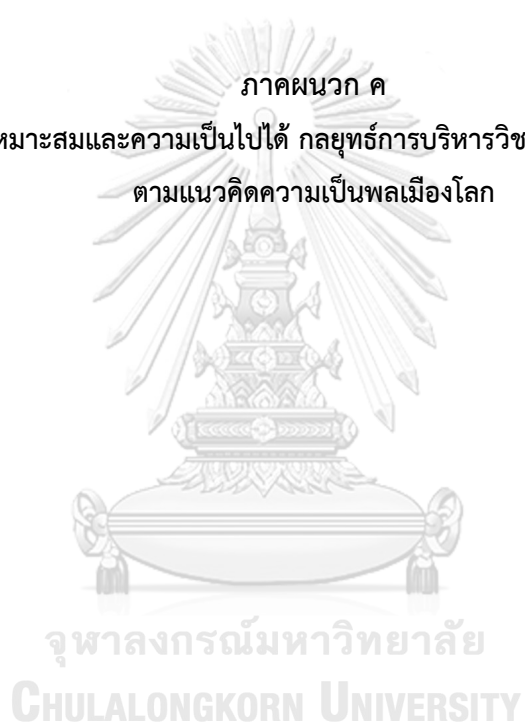 ภาคผนวก ค
หมาะสมและความเป็นไปได้ กลยุทธ์การบริหารวิช
ตามแนวคิดความเป็นพลเมืองโลก
จุฬาลงกรณ์มหาวิทยาลัย
CHULALONGKORN UNIVERSITY